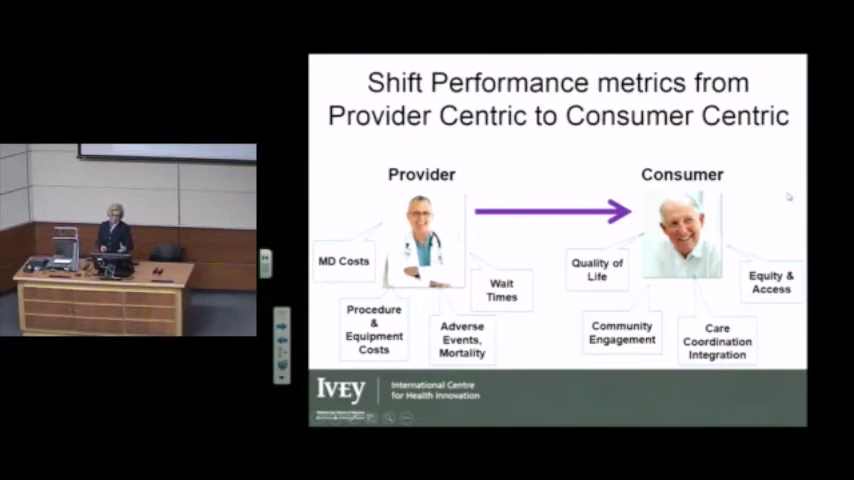 Shift Performance metrics from
Provider Centric to Consumer Centric
Provider
Consumer
MD Costs
Procedure
&
Equipment
Costs
Adverse
Events,
Mortality
Wait
Times
Quality of
Life
Community
Engagement
Care
Coordination
Integration
Equity &
Access
IVEY
International Centre
for Health Innovation